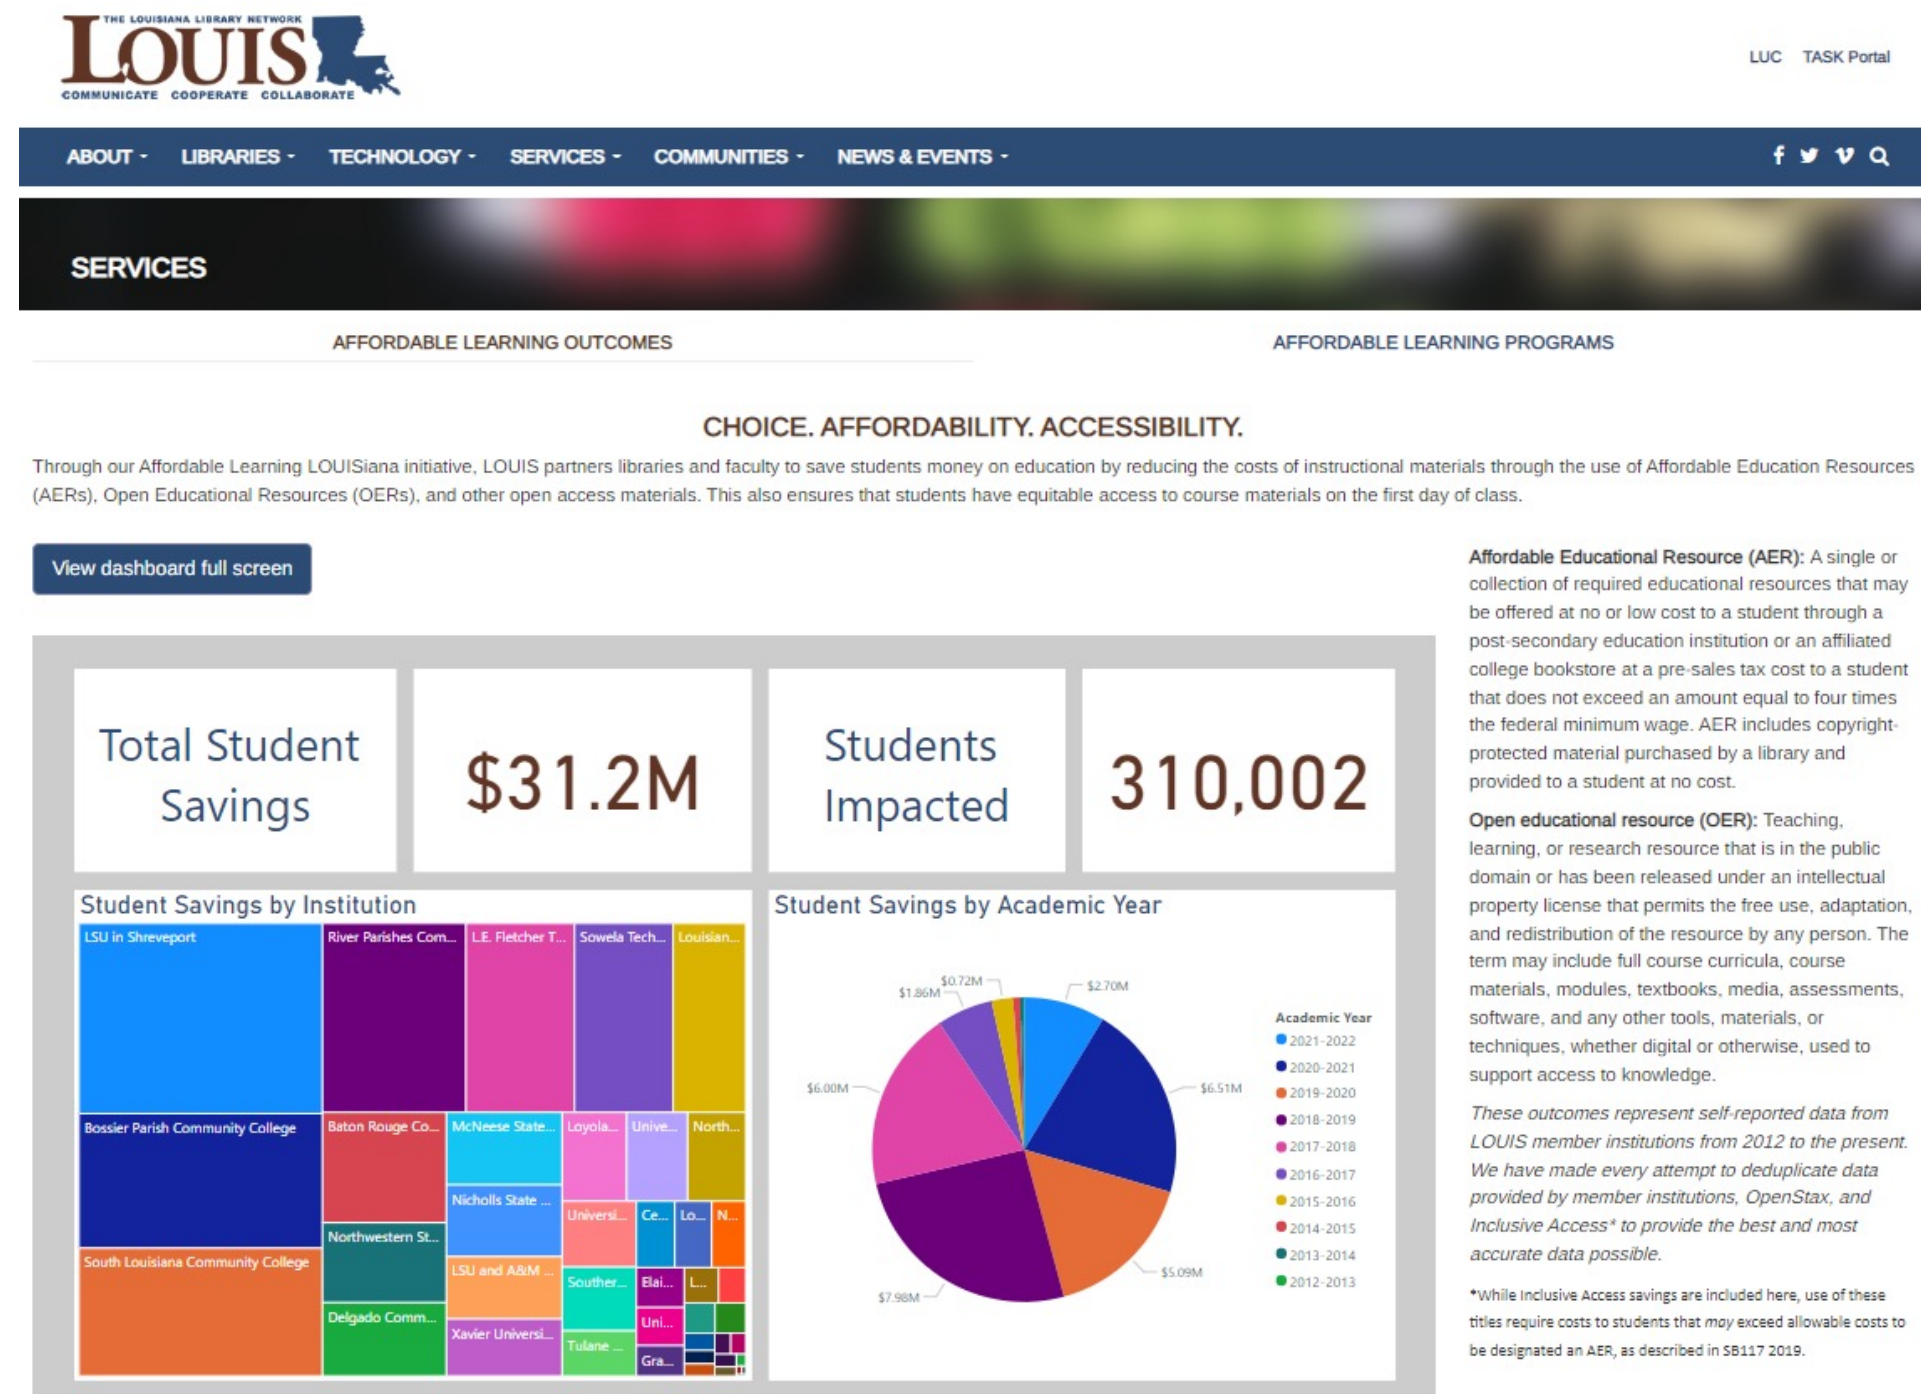 THE LOUISIANA LIBRARY NETWORK
LOUIS
COMMUNICATE COOPERATE COLLABORATE
LUC TASK Portal
ABOUT LIBRARIES TECHNOLOGY SERVICES COMMUNITIES NEWS & EVENTS
SERVICES
AFFORDABLE LEARNING OUTCOMES
AFFORDABLE LEARNING PROGRAMS
CHOICE. AFFORDABILITY. ACCESSIBILITY.
Through our Affordable Learning LOUISiana initiative, LOUIS partners libraries and faculty to save students money on education by reducing the costs of instructional materials through the use of Affordable Education Resources
(AERs), Open Educational Resources (OERs), and other open access materials. This also ensures that students have equitable access to course materials on the first day of class.
View dashboard full screen
Total Student
Savings
$31.2M
Students
Impacted
310,002
Student Savings by Institution
LSU in Shreveport
River Parishes Com...
L.E. Fletcher T...
Sowela Tech...
Louisian...
Bossier Parish Community College
Baton Rouge Co...
McNeese State...
Loyola...
Unive...
North...
Nicholls State ...
Universi...
Ce...
Lo...
N...
Northwestern St...
South Louisiana Community College
LSU and A&M ...
Souther...
Elai...
L...
Delgado Comm...
Uni...
Xavier Universi...
Tulane ...
Gra...
Student Savings by Academic Year
$0.72M
$1.86M
$2.70M
$6.00M
$6.51M
$5.09M
$7.98M
Academic Year
2021-2022
2020-2021
2019-2020
2018-2019
2017-2018
2016-2017
2015-2016
2014-2015
2013-2014
2012-2013
Affordable Educational Resource (AER): A single or
collection of required educational resources that may
be offered at no or low cost to a student through a
post-secondary education institution or an affiliated
college bookstore at a pre-sales tax cost to a student
that does not exceed an amount equal to four times
the federal minimum wage. AER includes copyright-
protected material purchased by a library and
provided to a student at no cost.
Open educational resource (OER): Teaching,
learning, or research resource that is in the public
domain or has been released under an intellectual
property license that permits the free use, adaptation,
and redistribution of the resource by any person. The
term may include full course curricula, course
materials, modules, textbooks, media, assessments,
software, and any other tools, materials, or
techniques, whether digital or otherwise, used to
support access to knowledge.
These outcomes represent self-reported data from
LOUIS member institutions from 2012 to the present.
We have made every attempt to deduplicate data
provided by member institutions, OpenStax, and
Inclusive Access* to provide the best and most
accurate data possible.
*While Inclusive Access savings are included here, use of these
titles require costs to students that may exceed allowable costs to
be designated an AER, as described in SB117 2019.